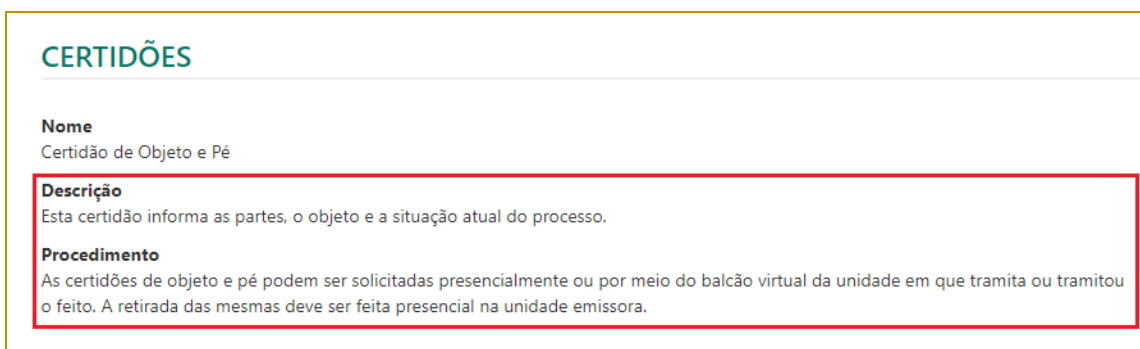 CERTIDÕES
Nome
Certidão de Objeto e Pé
Descrição
Esta certidão informa as partes, o objeto e a situação atual do processo.
Procedimento
As certidões de objeto e pé podem ser solicitadas presencialmente ou por meio do balcão virtual da unidade em que tramita ou tramitou
o feito. A retirada das mesmas deve ser feita presencial na unidade emissora.